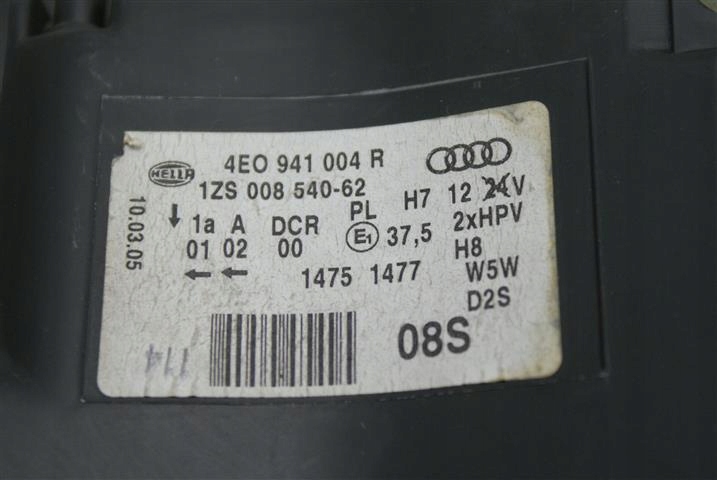 HELLA 4E0 941 004 R
1ZS 008 540-62
10.03.05
1a A DCR PL H7 12 24V
01 02 00 E1 37,5 2xHPV
H8
1475 1477 W5W
D2S
08S
174